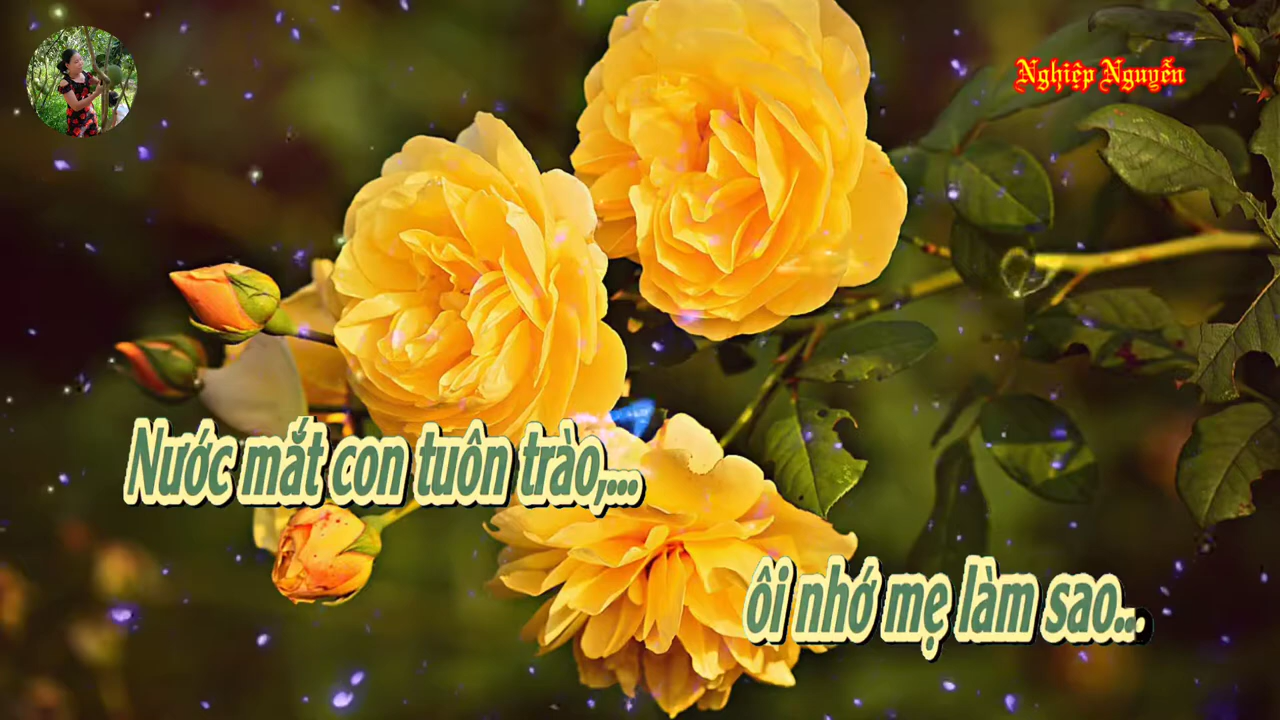 Nghiệp Nguyễn
Nước mắt con tuôn trào,...
ôi nhớ mẹ làm sao...